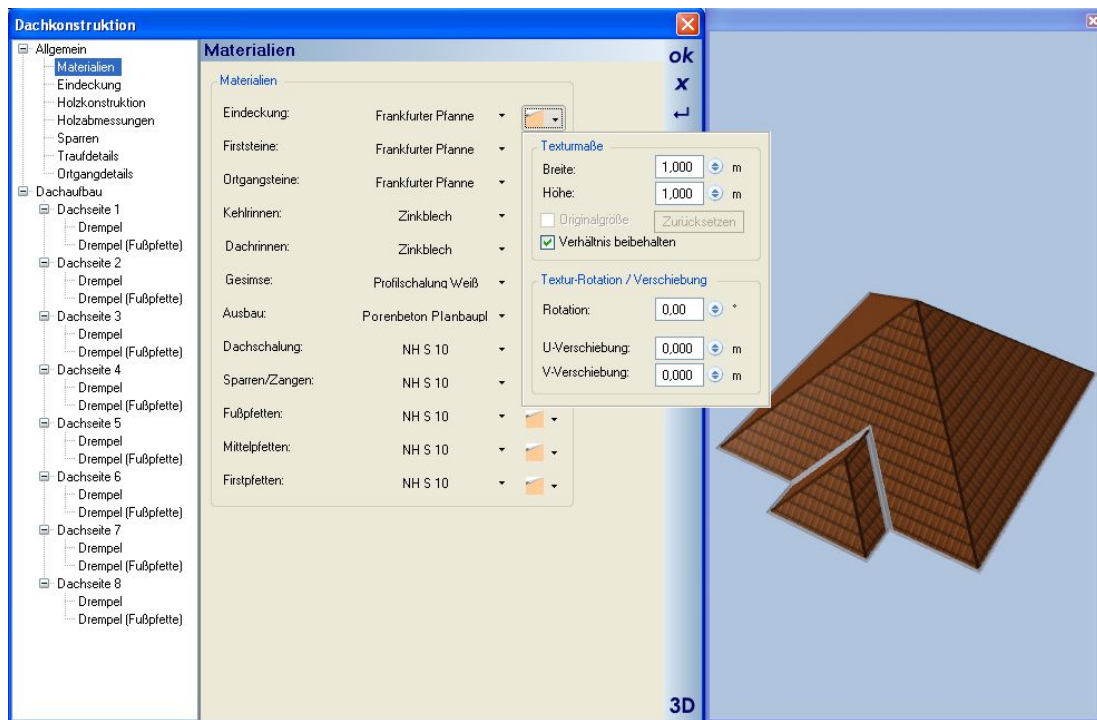 Dachkonstruktion
Allgemein
Materialien
Eindeckung
Holzkonstruktion
Holzabmessungen
Sparren
Traufdetails
Ortgangdetails
Dachaufbau
Dachseite 1
Drempel
Drempel (Fußpfette)
Dachseite 2
Drempel
Drempel (Fußpfette)
Dachseite 3
Drempel
Drempel (Fußpfette)
Dachseite 4
Drempel
Drempel (Fußpfette)
Dachseite 5
Drempel
Drempel (Fußpfette)
Dachseite 6
Drempel
Drempel (Fußpfette)
Dachseite 7
Drempel
Drempel (Fußpfette)
Dachseite 8
Drempel
Drempel (Fußpfette)
Materialien
Materialien
Eindeckung: Frankfurter Pfanne
Firststeine: Frankfurter Pfanne
Ortgangsteine: Frankfurter Pfanne
Kehlrinnen: Zinkblech
Dachrinnen: Zinkblech
Gesimse: Profilschalung Weiß
Ausbau: Porenbeton Planbaupl
Dachschalung: NH S 10
Sparren/Zangen: NH S 10
Fußpfetten: NH S 10
Mittelpfetten: NH S 10
Firstpfetten: NH S 10
Texturmaße
Breite: 1,000 m
Höhe: 1,000 m
Originalgröße Zurücksetzen
Verhältnis beibehalten
Textur-Rotation / Verschiebung
Rotation: 0,00 °
U-Verschiebung: 0,000 m
V-Verschiebung: 0,000 m
ok
x
3D